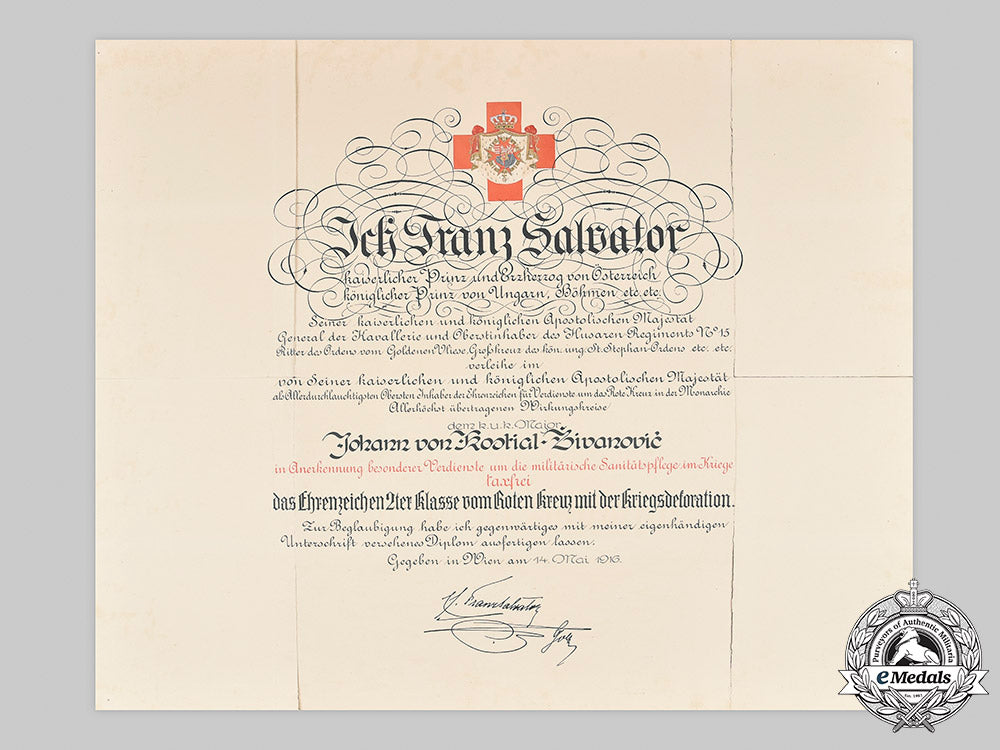 Ich Franz Salvator
kaiserlicher Prinz und Erzherzog von Österreich
königlicher Prinz von Ungarn, Böhmen etc. etc.
Seiner kaiserlichen und königlichen Apostolischen Majestät
General der Kavallerie und Oberstinhaber des Husaren Regiments No 15
Ritter des Ordens vom Goldenen Vliese, Großkreuz des kön. ung. St. Stephan-Ordens etc. etc.
verleihe im
von Seiner kaiserlichen und königlichen Apostolischen Majestät
als Allerdurchlauchtigsten Obersten Inhaber der Ehrenzeichen für Verdienste um das Rote Kreuz in der Monarchie
Allerhöchst übertragenen Wirkungskreise
dem k.u.k. Major
Johann von Kootial-Živanovič
in Anerkennung besonderer Verdienste um die militärische Sanitätspflege im Kriege
taxfrei
das Ehrenzeichen 2ter Klasse vom Roten Kreuz mit der Kriegsdekoration.
Zur Beglaubigung habe ich gegenwärtiges mit meiner eigenhändigen
Unterschrift versehenes Diplom ausfertigen lassen.
Gegeben in Wien am 14. Mai 1916.
Franz Salvator
Purveyors of Authentic Militaria
eMedals